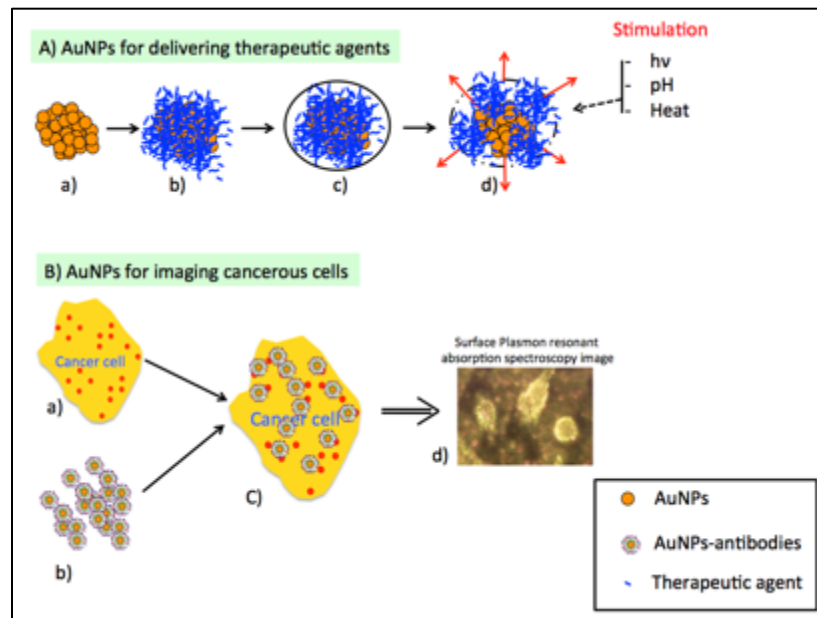 A) AuNPs for delivering therapeutic agents
Stimulation
hν
pH
Heat
a)
b)
c)
d)
B) AuNPs for imaging cancerous cells
Cancer cell
a)
b)
Cancer cell
C)
Surface Plasmon resonant
absorption spectroscopy image
d)
AuNPs
AuNPs-antibodies
Therapeutic agent